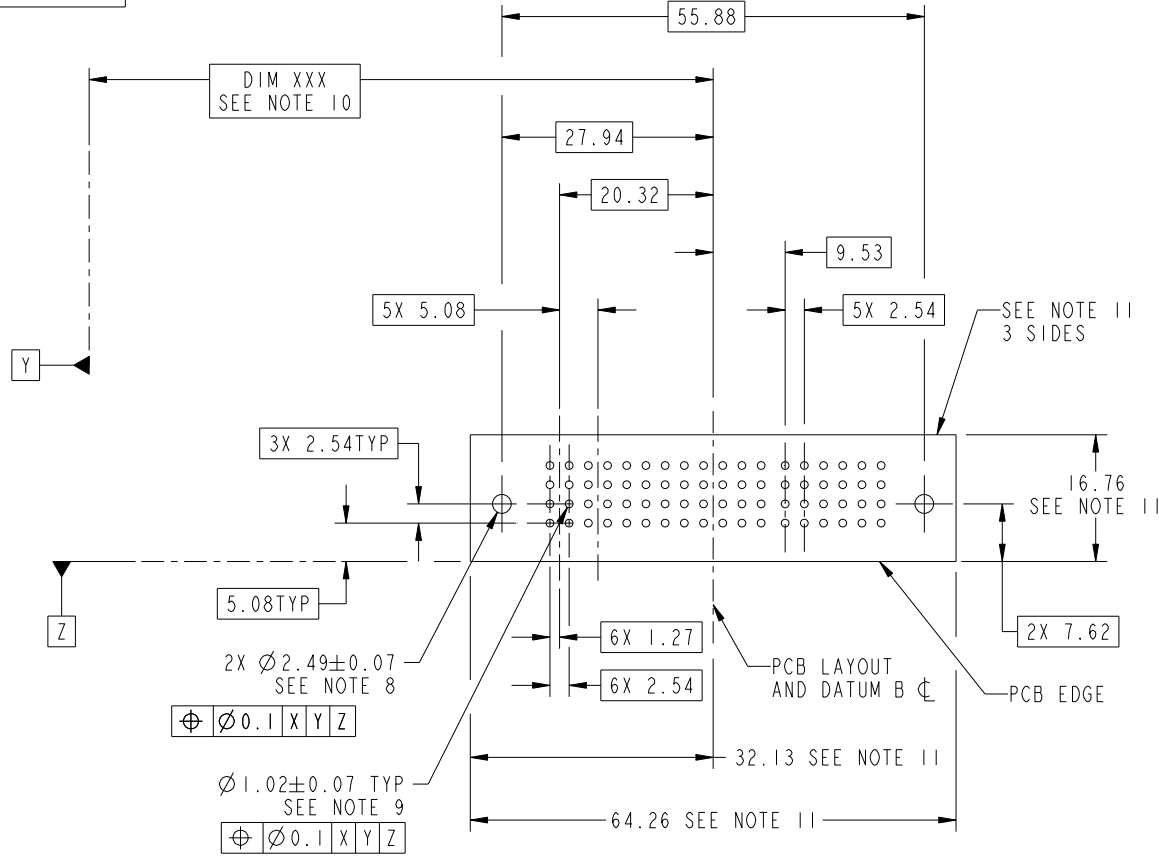 55.88
DIM XXX
SEE NOTE 10
27.94
20.32
9.53
5X 5.08
5X 2.54
SEE NOTE 11
3 SIDES
Y
3X 2.54TYP
16.76
SEE NOTE 11
5.08TYP
Z
6X 1.27
2X 7.62
2X Ø2.49±0.07
SEE NOTE 8
6X 2.54
PCB LAYOUT
AND DATUM B ℄
PCB EDGE
⌖ Ø0.1 X Y Z
32.13 SEE NOTE 11
Ø1.02±0.07 TYP
SEE NOTE 9
⌖ Ø0.1 X Y Z
64.26 SEE NOTE 11